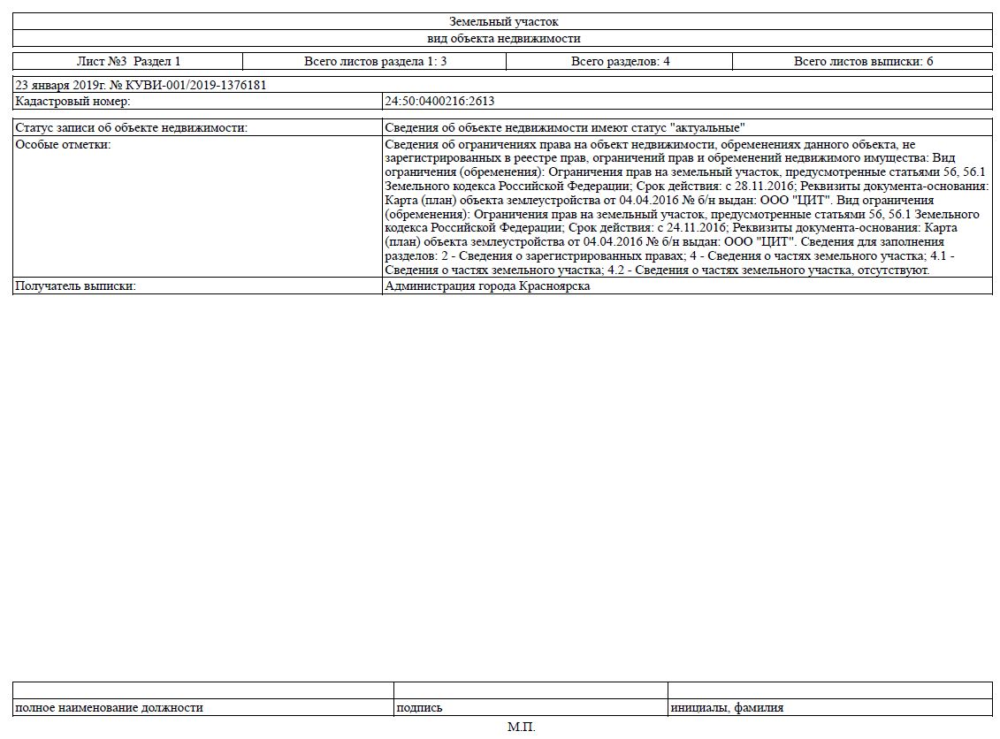 Земельный участок
вид объекта недвижимости
Лист №3 Раздел 1 Всего листов раздела 1: 3 Всего разделов: 4 Всего листов выписки: 6
23 января 2019г. № КУВИ-001/2019-1376181
Кадастровый номер: 24:50:0400216:2613
Статус записи об объекте недвижимости: Сведения об объекте недвижимости имеют статус "актуальные"
Особые отметки: Сведения об ограничениях права на объект недвижимости, обременениях данного объекта, не
зарегистрированных в реестре прав, ограничений прав и обременений недвижимого имущества: Вид
ограничения (обременения): Ограничения прав на земельный участок, предусмотренные статьями 56, 56.1
Земельного кодекса Российской Федерации; Срок действия: с 28.11.2016; Реквизиты документа-основания:
Карта (план) объекта землеустройства от 04.04.2016 № б/н выдан: ООО "ЦИТ". Вид ограничения
(обременения): Ограничения прав на земельный участок, предусмотренные статьями 56, 56.1 Земельного
кодекса Российской Федерации; Срок действия: с 24.11.2016; Реквизиты документа-основания: Карта
(план) объекта землеустройства от 04.04.2016 № б/н выдан: ООО "ЦИТ". Сведения для заполнения
разделов: 2 - Сведения о зарегистрированных правах; 4 - Сведения о частях земельного участка; 4.1 -
Сведения о частях земельного участка; 4.2 - Сведения о частях земельного участка, отсутствуют.
Получатель выписки: Администрация города Красноярска
полное наименование должности подпись инициалы, фамилия
М.П.